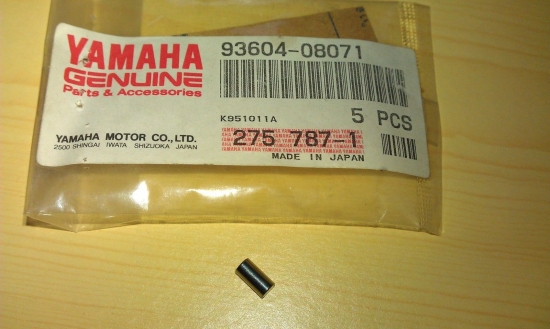 YAMAHA
GENUINE
Parts & Accessories
93604-08071
K951011A
5 PCS
YAMAHA MOTOR CO., LTD.
2500 SHINGAI IWATA SHIZUOKA JAPAN
275 787-1
MADE IN JAPAN